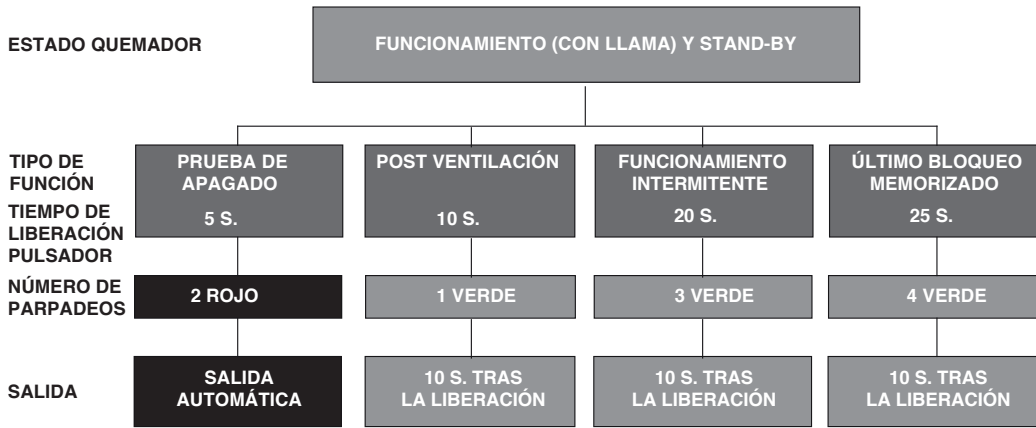 ESTADO QUEMADOR
FUNCIONAMIENTO (CON LLAMA) Y STAND-BY
TIPO DE
FUNCIÓN
PRUEBA DE
APAGADO
POST VENTILACIÓN
FUNCIONAMIENTO
INTERMITENTE
ÚLTIMO BLOQUEO
MEMORIZADO
TIEMPO DE
LIBERACIÓN
PULSADOR
5 S.
10 S.
20 S.
25 S.
NÚMERO DE
PARPADEOS
2 ROJO
1 VERDE
3 VERDE
4 VERDE
SALIDA
SALIDA
AUTOMÁTICA
10 S. TRAS
LA LIBERACIÓN
10 S. TRAS
LA LIBERACIÓN
10 S. TRAS
LA LIBERACIÓN